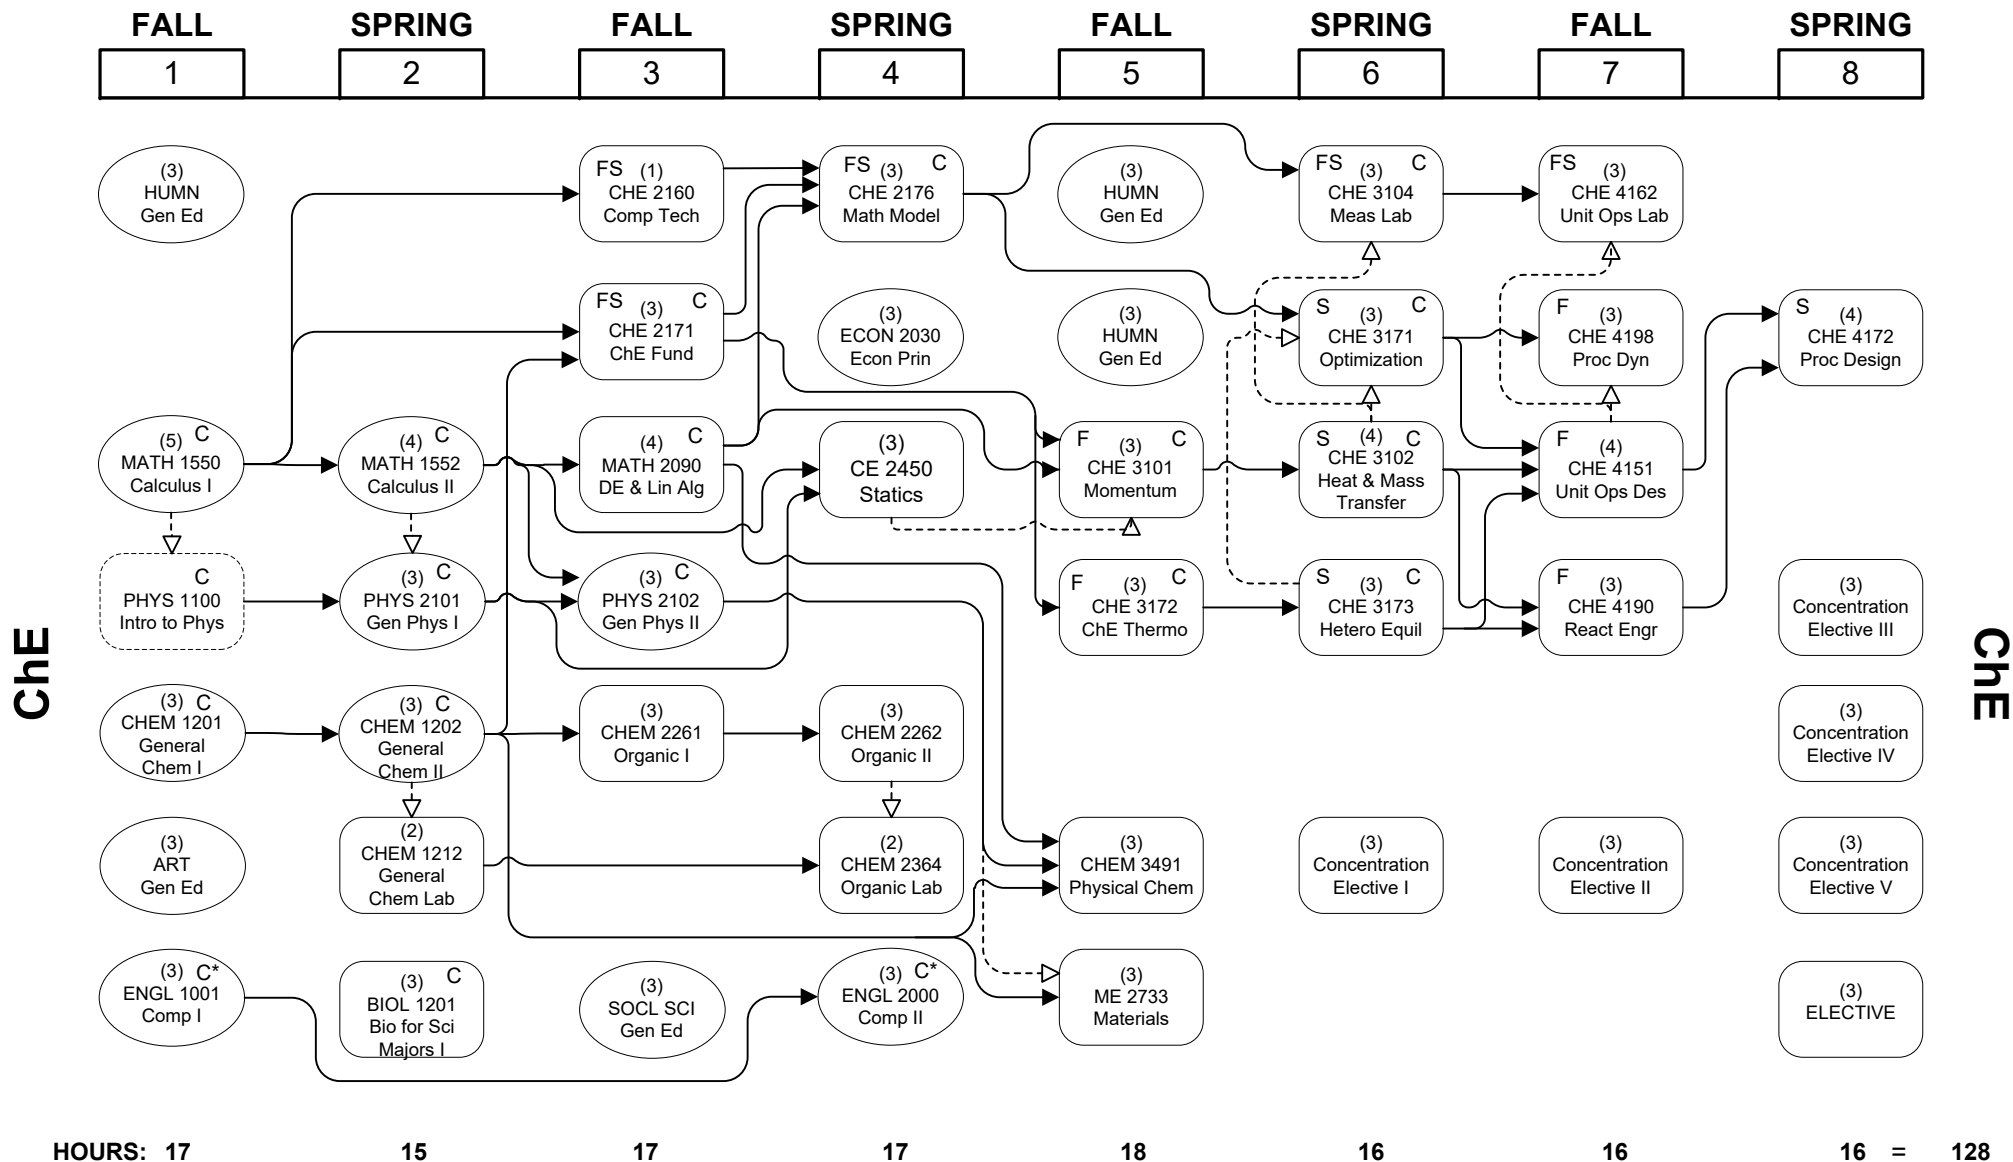 FALL SPRING FALL SPRING FALL SPRING FALL SPRING
1 2 3 4 5 6 7 8
(3)
HUMN
Gen Ed
FS (1)
CHE 2160
Comp Tech
FS (3) C
CHE 2176
Math Model
(3)
HUMN
Gen Ed
FS (3) C
CHE 3104
Meas Lab
FS (3)
CHE 4162
Unit Ops Lab
FS (3) C
CHE 2171
ChE Fund
(3)
ECON 2030
Econ Prin
(3)
HUMN
Gen Ed
S (3) C
CHE 3171
Optimization
F (3)
CHE 4198
Proc Dyn
S (4)
CHE 4172
Proc Design
(5) C
MATH 1550
Calculus I
(4) C
MATH 1552
Calculus II
(4) C
MATH 2090
DE & Lin Alg
(3)
CE 2450
Statics
F (3) C
CHE 3101
Momentum
S (4) C
CHE 3102
Heat & Mass
Transfer
F (4)
CHE 4151
Unit Ops Des
C
PHYS 1100
Intro to Phys
(3) C
PHYS 2101
Gen Phys I
(3) C
PHYS 2102
Gen Phys II
F (3) C
CHE 3172
ChE Thermo
S (3) C
CHE 3173
Hetero Equil
F (3)
CHE 4190
React Engr
(3)
Concentration
Elective III
ChE
ChE
(3) C
CHEM 1201
General
Chem I
(3) C
CHEM 1202
General
Chem II
(3)
CHEM 2261
Organic I
(3)
CHEM 2262
Organic II
(3)
Concentration
Elective IV
(3)
ART
Gen Ed
(2)
CHEM 1212
General
Chem Lab
(2)
CHEM 2364
Organic Lab
(3)
CHEM 3491
Physical Chem
(3)
Concentration
Elective I
(3)
Concentration
Elective II
(3)
Concentration
Elective V
(3) C*
ENGL 1001
Comp I
(3) C
BIOL 1201
Bio for Sci
Majors I
(3)
SOCL SCI
Gen Ed
(3) C*
ENGL 2000
Comp II
(3)
ME 2733
Materials
(3)
ELECTIVE
HOURS: 17 15 17 17 18 16 16 16 = 128